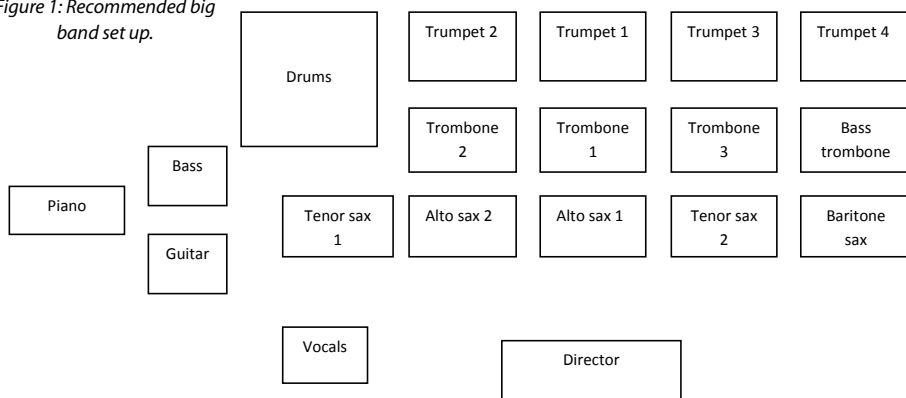 Figure 1: Recommended big
band set up.
Drums
Trumpet 2
Trumpet 1
Trumpet 3
Trumpet 4
Trombone
2
Trombone
1
Trombone
3
Bass
trombone
Bass
Piano
Guitar
Tenor sax
1
Alto sax 2
Alto sax 1
Tenor sax
2
Baritone
sax
Vocals
Director